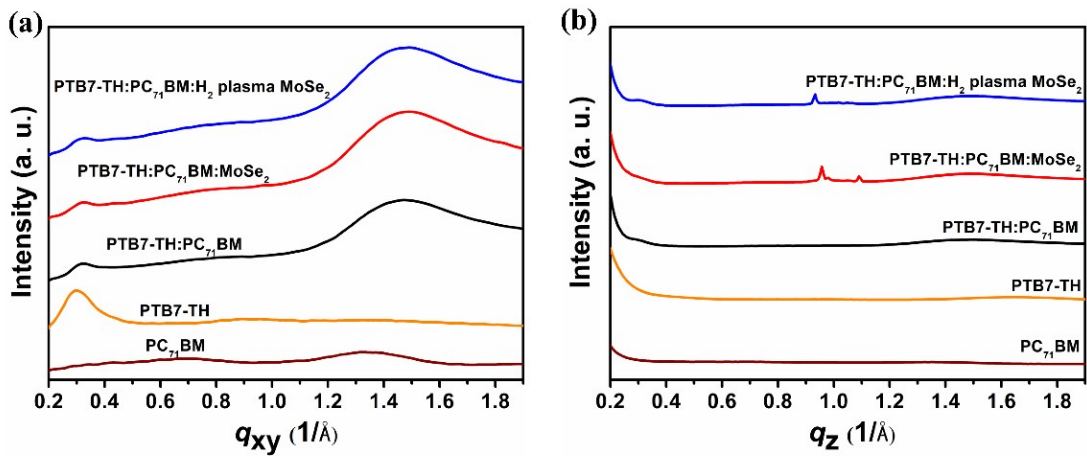 (a)
Intensity (a. u.)
PTB7-TH:PC₇₁BM:H₂ plasma MoSe₂
PTB7-TH:PC₇₁BM:MoSe₂
PTB7-TH:PC₇₁BM
PTB7-TH
PC₇₁BM
0.2 0.4 0.6 0.8 1.0 1.2 1.4 1.6 1.8
qxy (1/Å)
(b)
Intensity (a. u.)
PTB7-TH:PC₇₁BM:H₂ plasma MoSe₂
PTB7-TH:PC₇₁BM:MoSe₂
PTB7-TH:PC₇₁BM
PTB7-TH
PC₇₁BM
0.2 0.4 0.6 0.8 1.0 1.2 1.4 1.6 1.8
qz (1/Å)